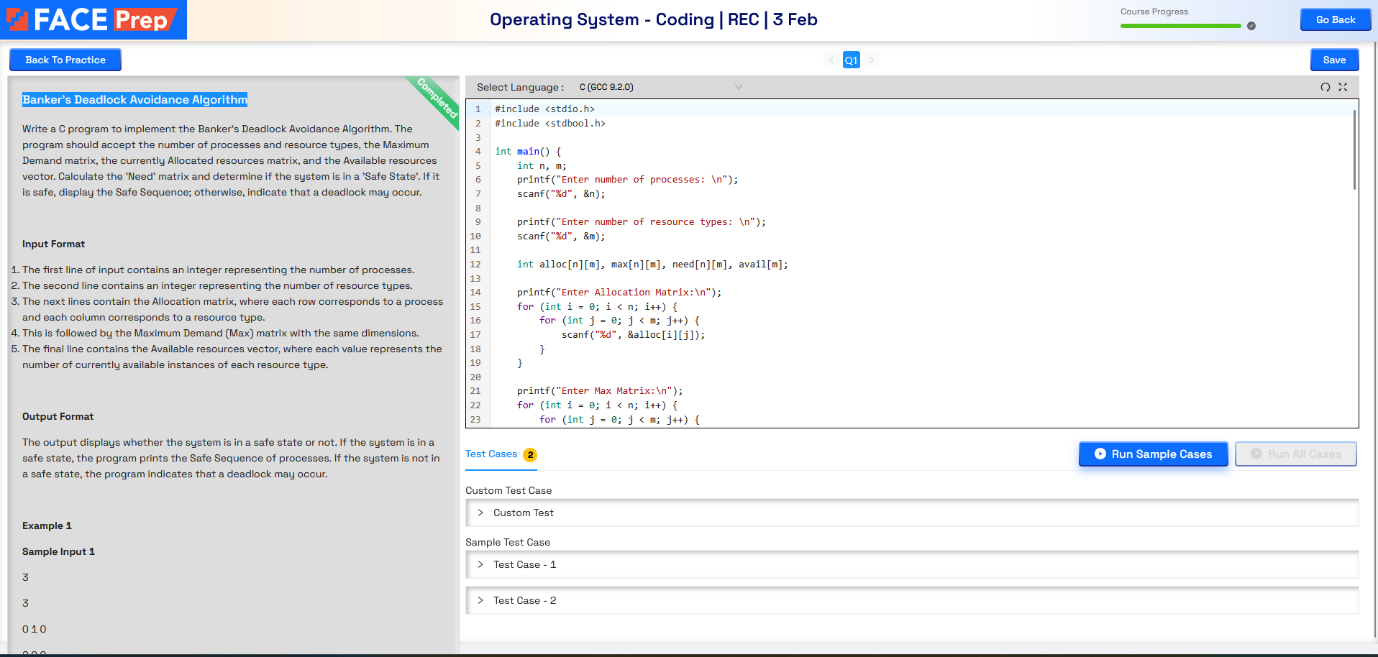 FACE Prep
Operating System - Coding | REC | 3 Feb
Course Progress
Go Back
Back To Practice
Q1
Save
Completed
Banker's Deadlock Avoidance Algorithm
Write a C program to implement the Banker's Deadlock Avoidance Algorithm. The
program should accept the number of processes and resource types, the Maximum
Demand matrix, the currently Allocated resources matrix, and the Available resources
vector. Calculate the 'Need' matrix and determine if the system is in a 'Safe State'. If it
is safe, display the Safe Sequence; otherwise, indicate that a deadlock may occur.
Input Format
1. The first line of input contains an integer representing the number of processes.
2. The second line contains an integer representing the number of resource types.
3. The next lines contain the Allocation matrix, where each row corresponds to a process
and each column corresponds to a resource type.
4. This is followed by the Maximum Demand (Max) matrix with the same dimensions.
5. The final line contains the Available resources vector, where each value represents the
number of currently available instances of each resource type.
Output Format
The output displays whether the system is in a safe state or not. If the system is in a
safe state, the program prints the Safe Sequence of processes. If the system is not in
a safe state, the program indicates that a deadlock may occur.
Example 1
Sample Input 1
3
3
0 1 0
Select Language : C (GCC 9.2.0)
1 #include <stdio.h>
2 #include <stdbool.h>
3
4 int main() {
5 int n, m;
6 printf("Enter number of processes: \n");
7 scanf("%d", &n);
8
9 printf("Enter number of resource types: \n");
10 scanf("%d", &m);
11
12 int alloc[n][m], max[n][m], need[n][m], avail[m];
13
14 printf("Enter Allocation Matrix:\n");
15 for (int i = 0; i < n; i++) {
16 for (int j = 0; j < m; j++) {
17 scanf("%d", &alloc[i][j]);
18 }
19 }
20
21 printf("Enter Max Matrix:\n");
22 for (int i = 0; i < n; i++) {
23 for (int j = 0; j < m; j++) {
Test Cases 2
Run Sample Cases
Run All Cases
Custom Test Case
Custom Test
Sample Test Case
Test Case - 1
Test Case - 2